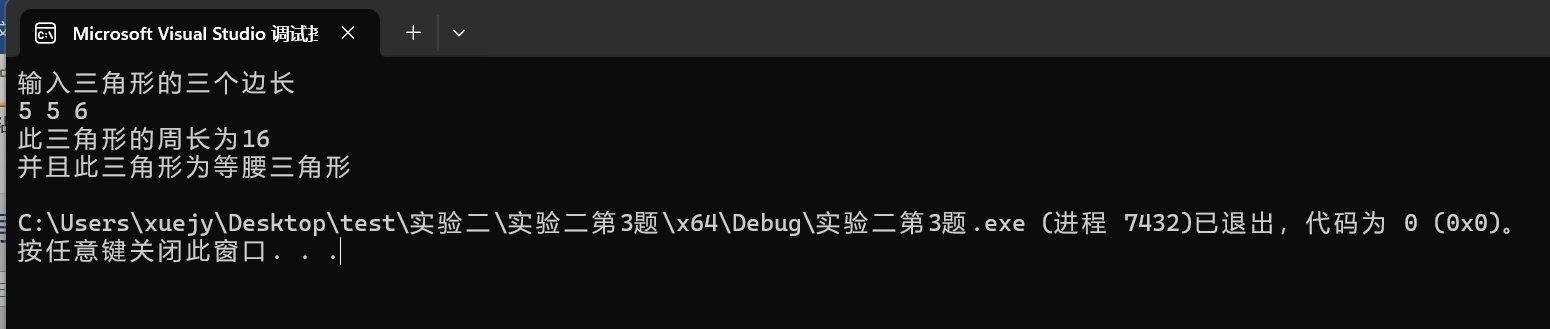 Microsoft Visual Studio 调试
输入三角形的三个边长
5 5 6
此三角形的周长为16
并且此三角形为等腰三角形
C:\Users\xuejy\Desktop\test\实验二\实验二第3题\x64\Debug\实验二第3题.exe (进程 7432)已退出，代码为 0 (0x0)。
按任意键关闭此窗口. . .